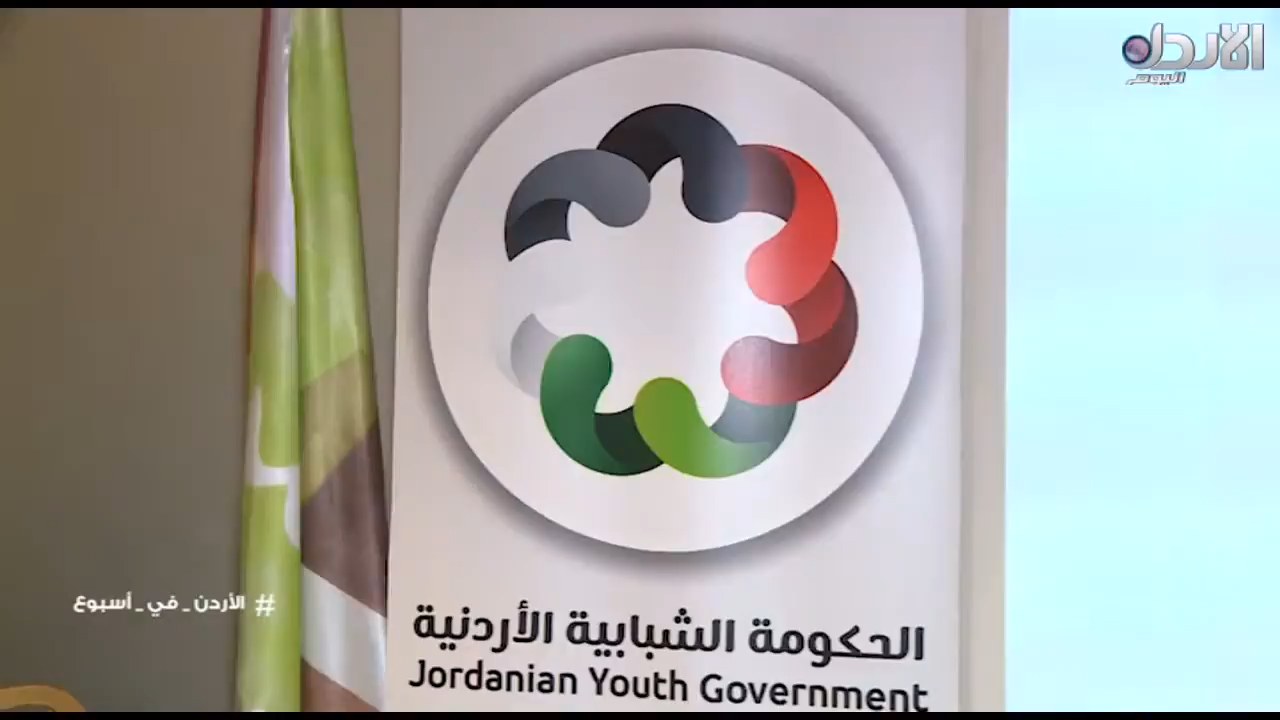 الأردن
اليوم
الحكومة الشبابية الأردنية
Jordanian Youth Government
#الأردن_في_أسبوع